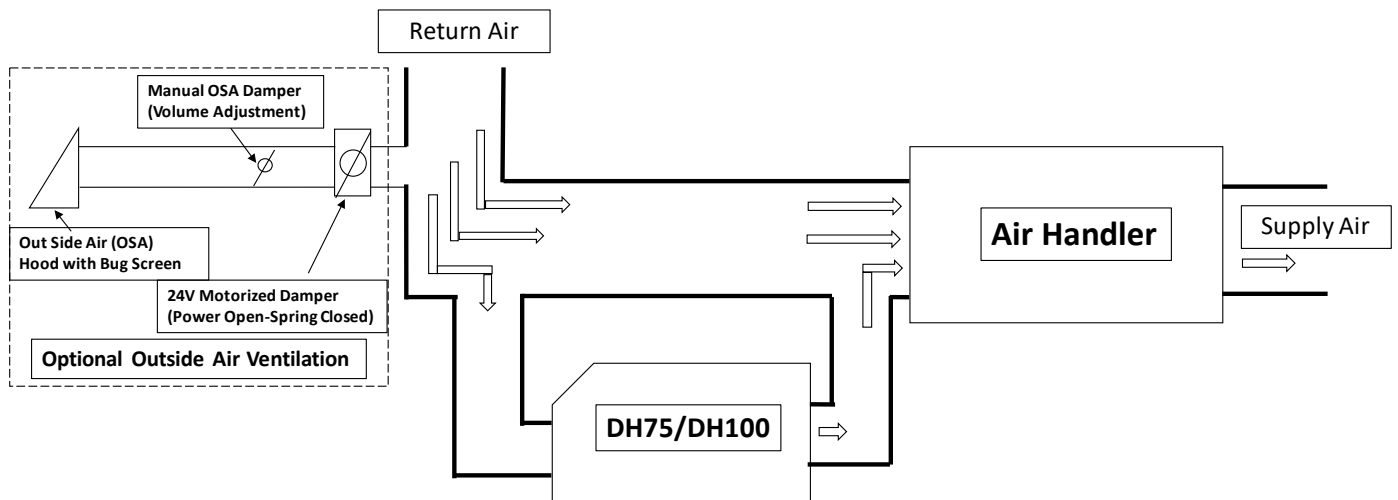 Return Air
Manual OSA Damper
(Volume Adjustment)
Out Side Air (OSA)
Hood with Bug Screen
24V Motorized Damper
(Power Open-Spring Closed)
Optional Outside Air Ventilation
Air Handler
Supply Air
DH75/DH100